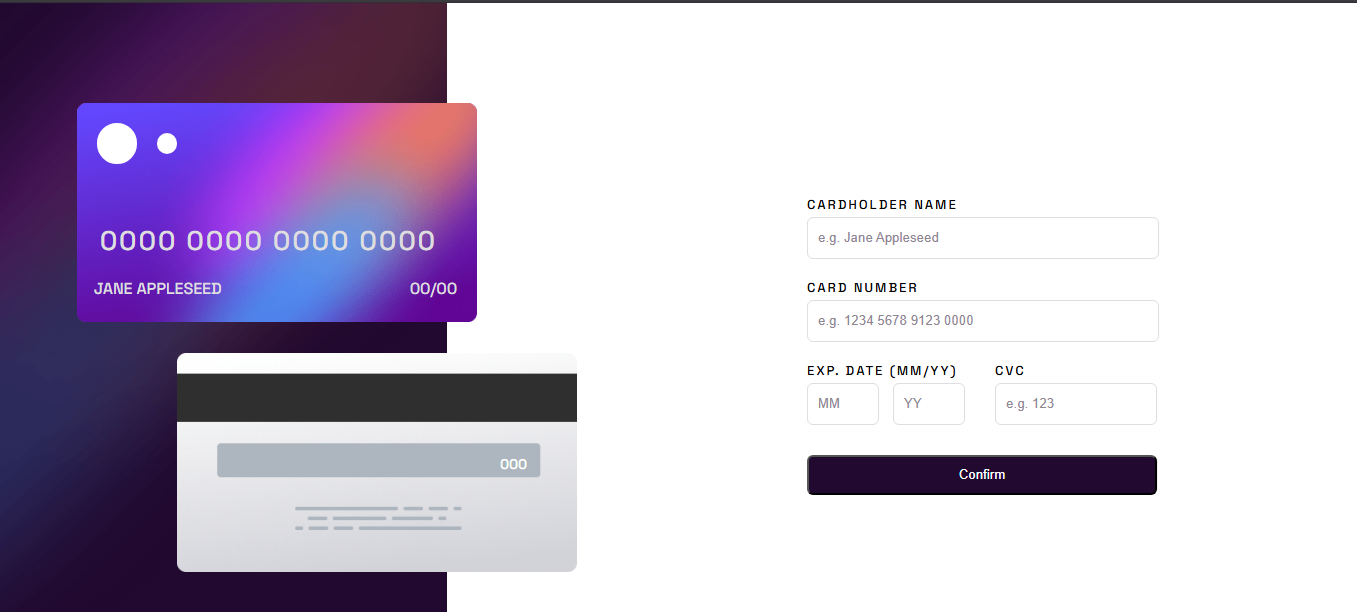 0000 0000 0000 0000
JANE APPLESEED 00/00
000
CARDHOLDER NAME
e.g. Jane Appleseed
CARD NUMBER
e.g. 1234 5678 9123 0000
EXP. DATE (MM/YY) CVC
MM YY e.g. 123
Confirm